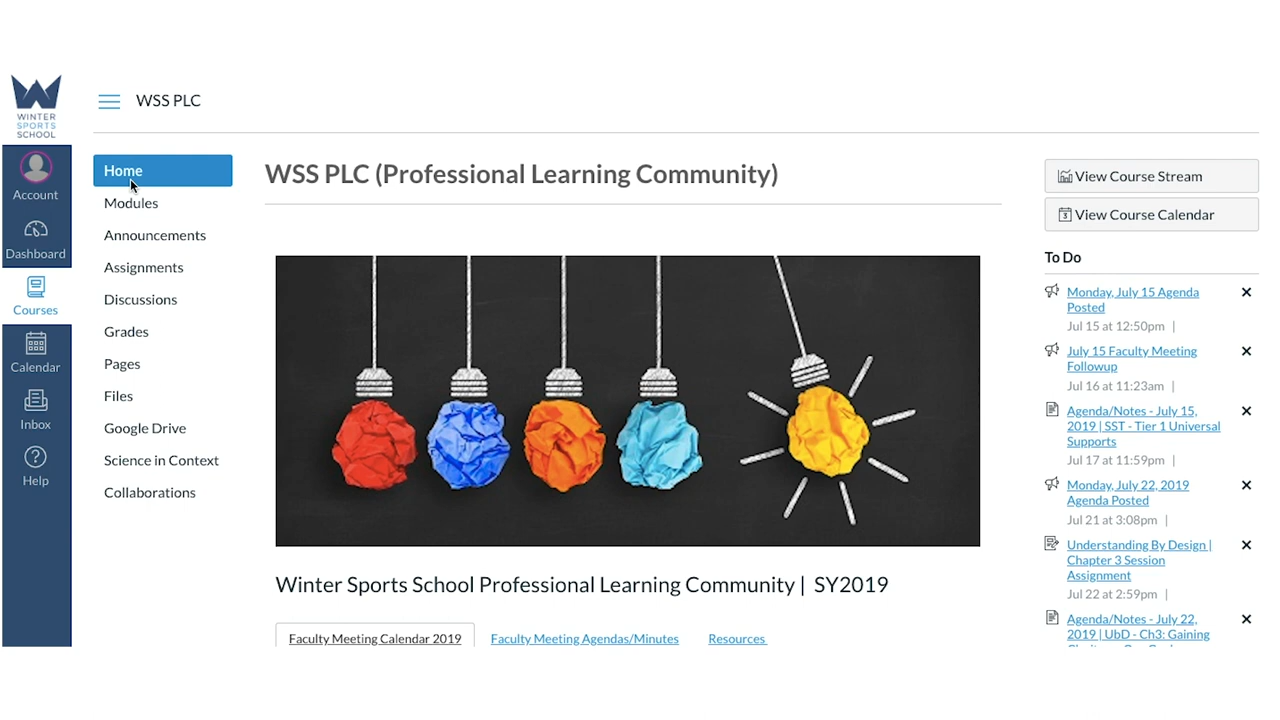 WINTER
SPORTS
SCHOOL
WSS PLC
Account
Dashboard
Courses
Calendar
Inbox
Help
Home
Modules
Announcements
Assignments
Discussions
Grades
Pages
Files
Google Drive
Science in Context
Collaborations
WSS PLC (Professional Learning Community)
Winter Sports School Professional Learning Community | SY2019
Faculty Meeting Calendar 2019
Faculty Meeting Agendas/Minutes
Resources
View Course Stream
View Course Calendar
To Do
Monday, July 15 Agenda
Posted
Jul 15 at 12:50pm |
July 15 Faculty Meeting
Followup
Jul 16 at 11:23am |
Agenda/Notes - July 15,
2019 | SST - Tier 1 Universal
Supports
Jul 17 at 11:59pm |
Monday, July 22, 2019
Agenda Posted
Jul 21 at 3:08pm |
Understanding By Design |
Chapter 3 Session
Assignment
Jul 22 at 2:59pm |
Agenda/Notes - July 22,
2019 | UbD - Ch3: Gaining